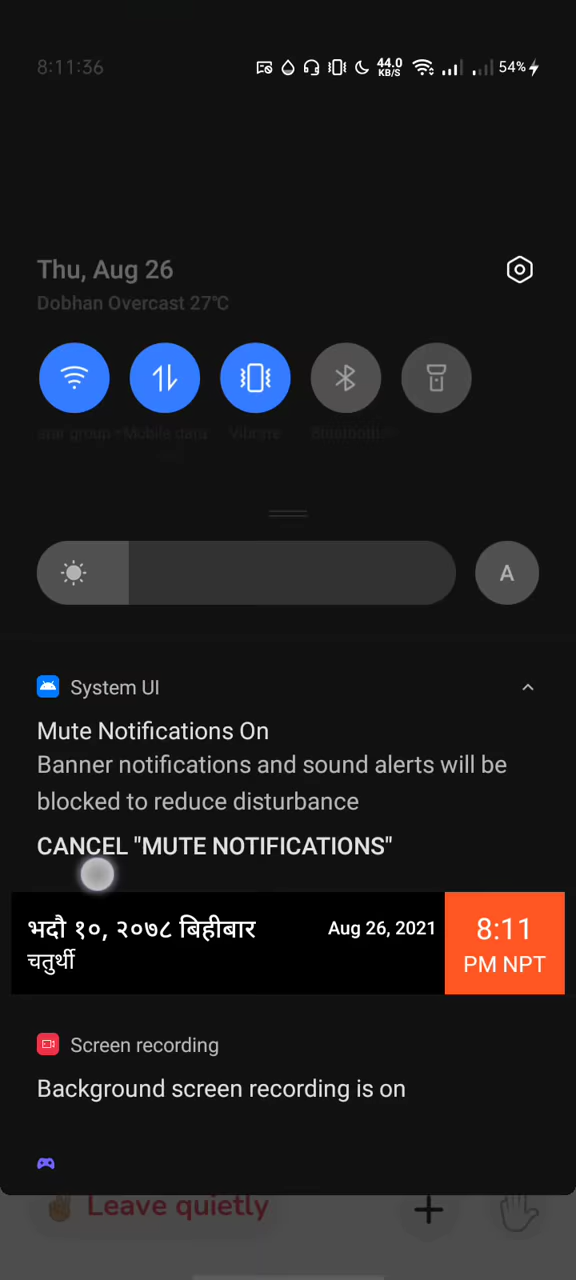 8:11:36
44.0
KB/S
54%
Thu, Aug 26
Dobhan Overcast 27°C
star group Mobile data Vibrate Bluetooth
A
System UI
Mute Notifications On
Banner notifications and sound alerts will be
blocked to reduce disturbance
CANCEL "MUTE NOTIFICATIONS"
भदौ १०, २०७८ बिहीबार
Aug 26, 2021
8:11
चतुर्थी
PM NPT
Screen recording
Background screen recording is on
Leave quietly